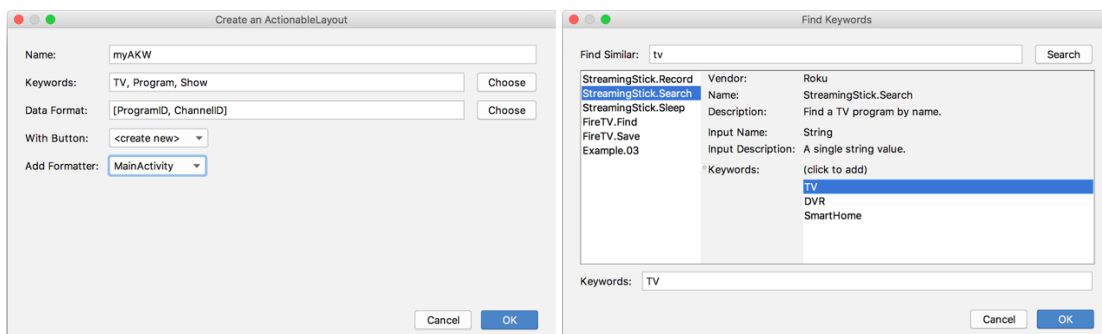 Create an ActionableLayout
Name: myAKW
Keywords: TV, Program, Show Choose
Data Format: [ProgramID, ChannelID] Choose
With Button: <create new>
Add Formatter: MainActivity
Cancel OK
Find Keywords
Find Similar: tv Search
StreamingStick.Record
StreamingStick.Search
StreamingStick.Sleep
FireTV.Find
FireTV.Save
Example.03
Vendor: Roku
Name: StreamingStick.Search
Description: Find a TV program by name.
Input Name: String
Input Description: A single string value.
Keywords: (click to add)
TV
DVR
SmartHome
Keywords: TV
Cancel OK